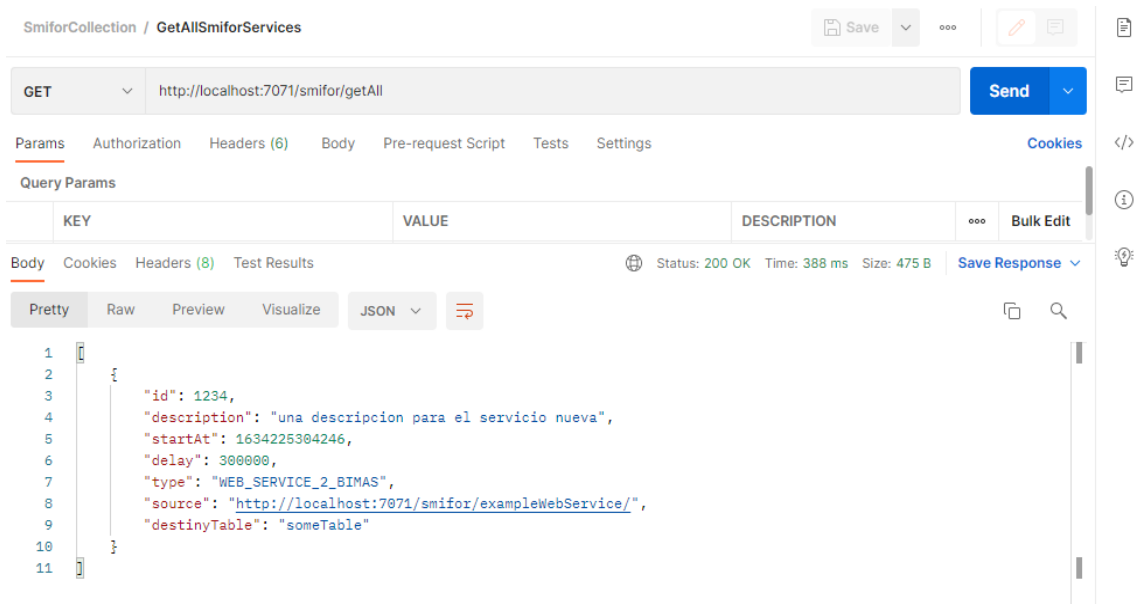 SmiforCollection / GetAllSmiforServices Save
GET http://localhost:7071/smifor/getAll Send
Params Authorization Headers (6) Body Pre-request Script Tests Settings Cookies
Query Params
KEY VALUE DESCRIPTION Bulk Edit
Body Cookies Headers (8) Test Results Status: 200 OK Time: 388 ms Size: 475 B Save Response
Pretty Raw Preview Visualize JSON
1 [
2 {
3 "id": 1234,
4 "description": "una descripcion para el servicio nueva",
5 "startAt": 1634225304246,
6 "delay": 300000,
7 "type": "WEB_SERVICE_2_BIMAS",
8 "source": "http://localhost:7071/smifor/exampleWebService/",
9 "destinyTable": "someTable"
10 }
11 ]